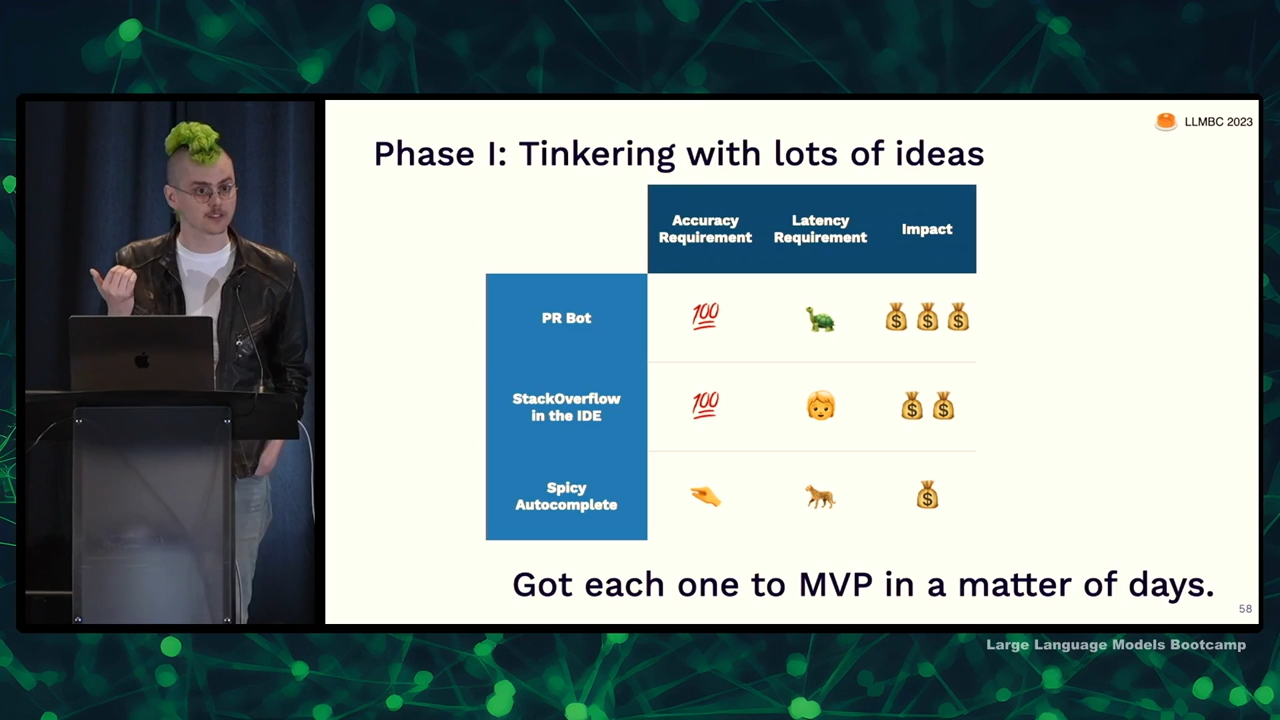 LLMBC 2023
Phase I: Tinkering with lots of ideas
Accuracy
Requirement
Latency
Requirement
Impact
PR Bot
💯
🐢
💰 💰 💰
StackOverflow
in the IDE
💯
🧒
💰 💰
Spicy
Autocomplete
🫳
🐆
💰
Got each one to MVP in a matter of days.
58
Large Language Models Bootcamp